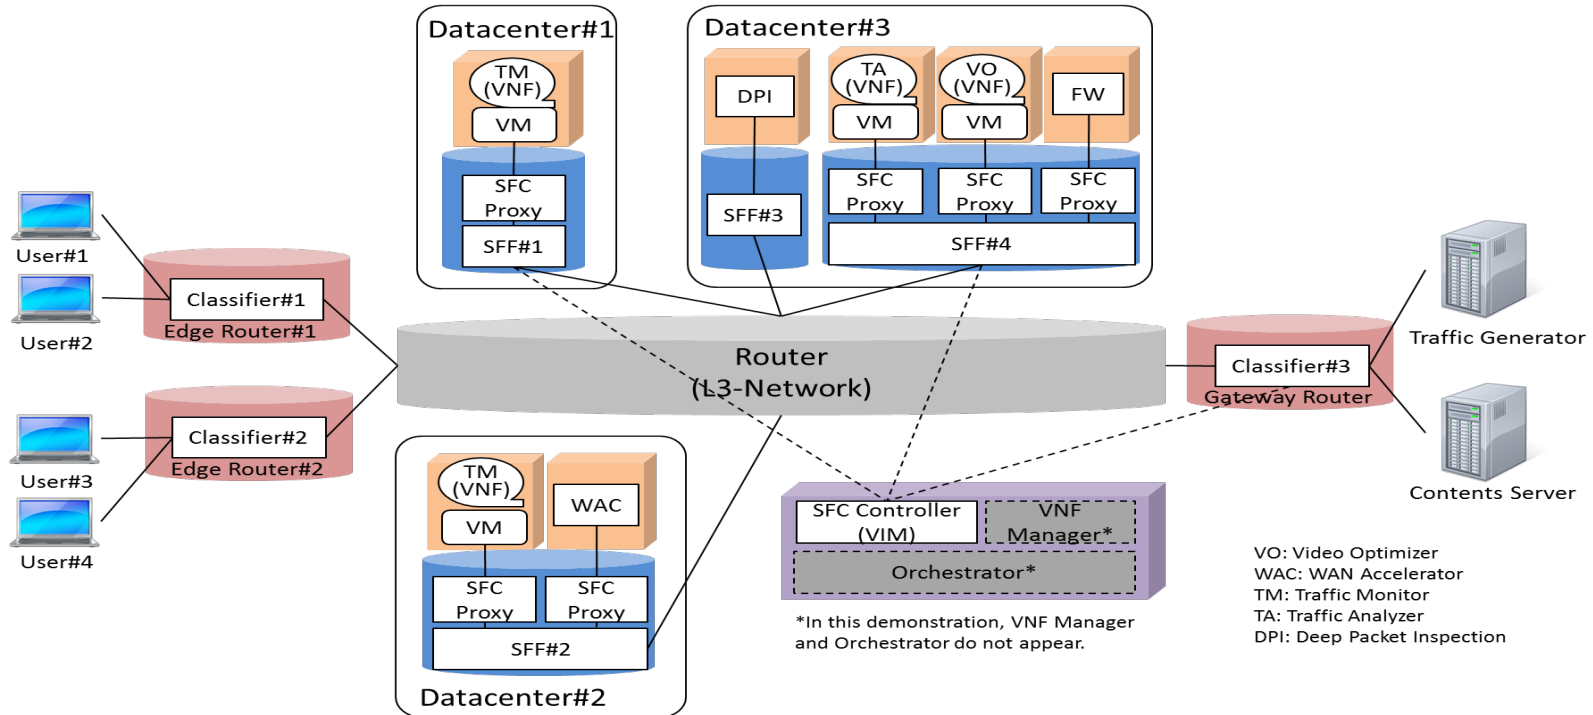 Datacenter#1
TM
(VNF)
VM
SFC
Proxy
SFF#1
Datacenter#3
DPI
SFF#3
TA
(VNF)
VM
SFC
Proxy
VO
(VNF)
VM
SFC
Proxy
FW
SFC
Proxy
SFF#4
User#1
User#2
Classifier#1
Edge Router#1
User#3
User#4
Classifier#2
Edge Router#2
Router
(L3-Network)
Classifier#3
Gateway Router
Traffic Generator
Contents Server
TM
(VNF)
VM
SFC
Proxy
WAC
SFC
Proxy
SFF#2
Datacenter#2
SFC Controller
(VIM)
VNF
Manager*
Orchestrator*
*In this demonstration, VNF Manager
and Orchestrator do not appear.
VO: Video Optimizer
WAC: WAN Accelerator
TM: Traffic Monitor
TA: Traffic Analyzer
DPI: Deep Packet Inspection